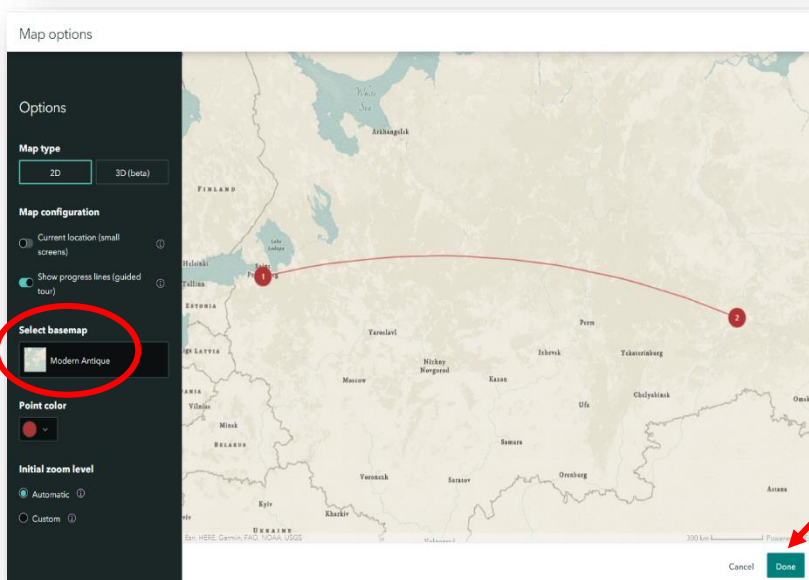 Map options
Options
Map type
2D
3D (beta)
Map configuration
Current location (small
screens)
Show progress lines (guided
tour)
Select basemap
Modern Antique
Point color
Initial zoom level
Automatic
Custom
White
Sea
Arkhangelsk
FINLAND
Lake
Ladoga
Helsinki
Saint
1
Tallinn
ESTONIA
2
Perm
Yaroslavl
LATVIA
Nizhny
Novgorod
Izhevsk
Yekaterinburg
Moscow
Kazan
Chelyabinsk
Omsk
Ufa
Vilnius
Minsk
BELARUS
Samara
Voronezh
Saratov
Orenburg
Astana
Kyiv
Kharkiv
UKRAINE
Esri, HERE, Garmin, FAO, NOAA, USGS
300 km
Cancel
Done